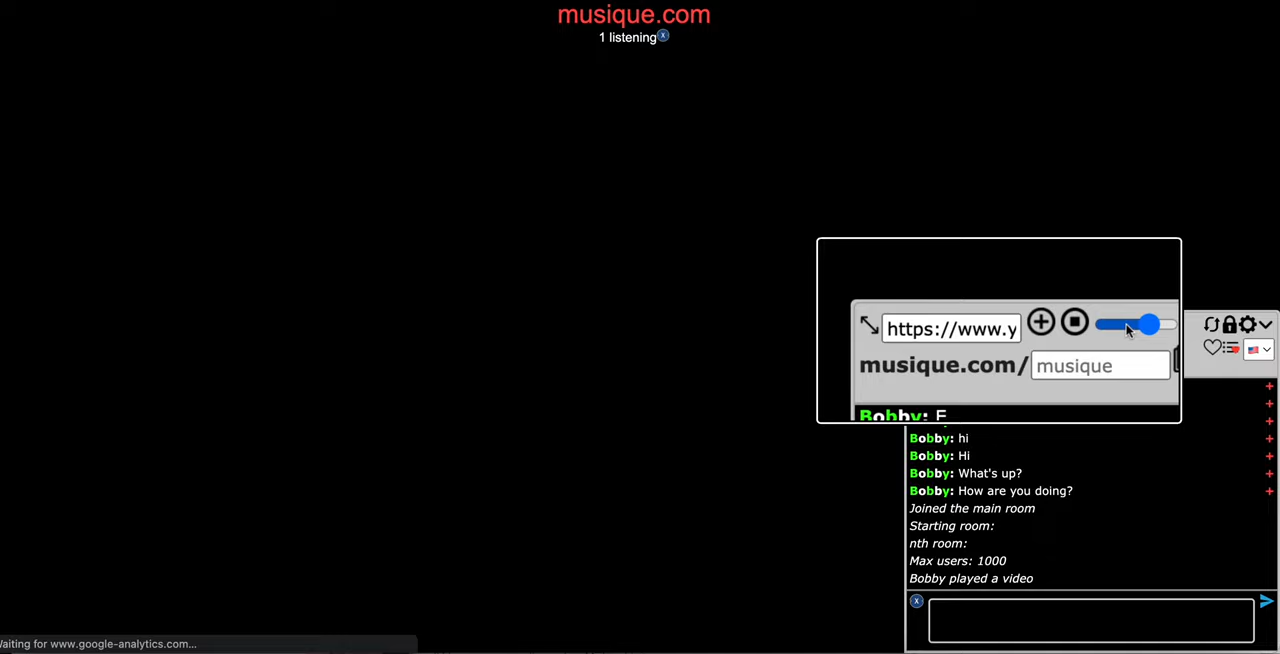 musique.com
1 listening
https://www.y
musique.com/ musique
Bobby: F
Bobby: hi
Bobby: Hi
Bobby: What's up?
Bobby: How are you doing?
Joined the main room
Starting room:
nth room:
Max users: 1000
Bobby played a video
Waiting for www.google-analytics.com...